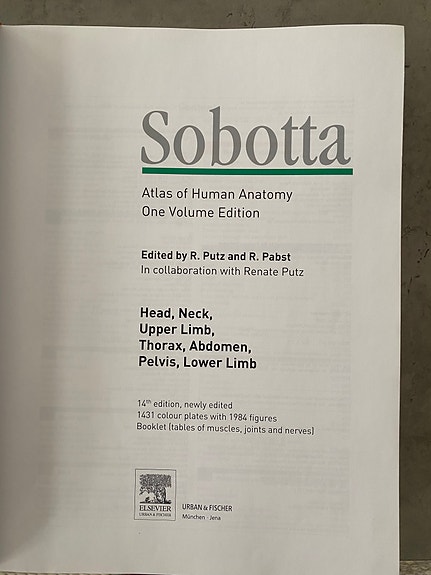 Sobotta
Atlas of Human Anatomy
One Volume Edition
Edited by R. Putz and R. Pabst
In collaboration with Renate Putz
Head, Neck,
Upper Limb,
Thorax, Abdomen,
Pelvis, Lower Limb
14th edition, newly edited
1431 colour plates with 1984 figures
Booklet (tables of muscles, joints and nerves)
ELSEVIER
URBAN & FISCHER
URBAN & FISCHER
München · Jena